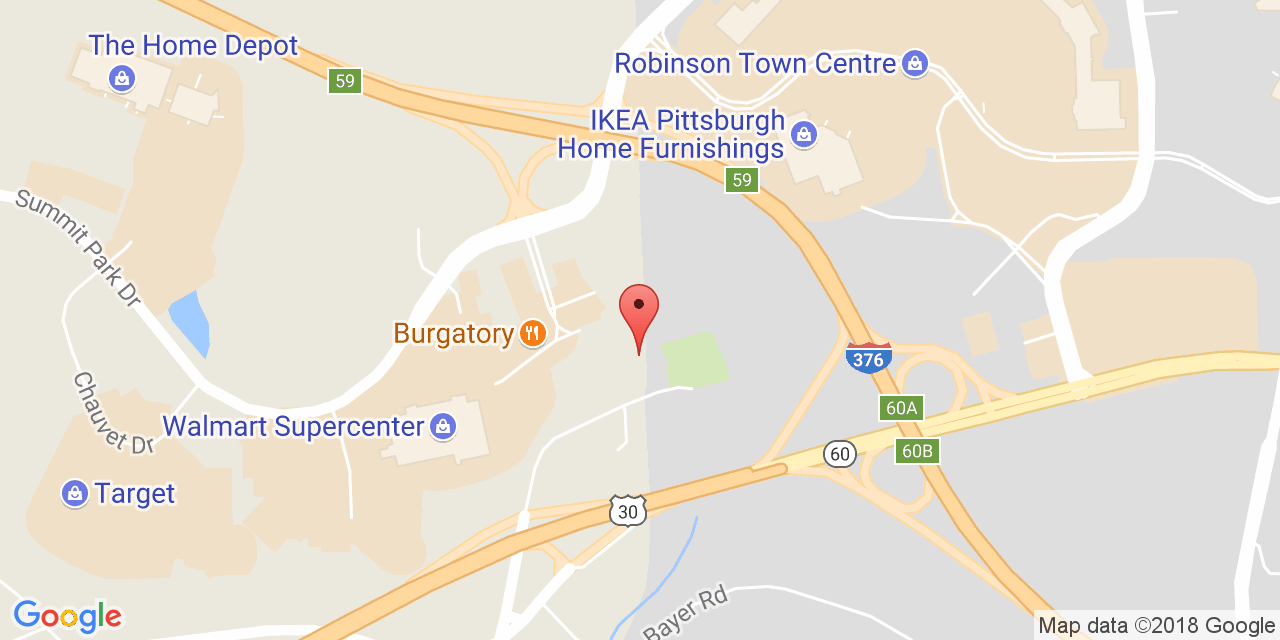 The Home Depot
59
Robinson Town Centre
IKEA Pittsburgh
Home Furnishings
59
Summit Park Dr
Burgatory
376
Chauvet Dr
60A
Walmart Supercenter
60
60B
Target
30
Bayer Rd
Google
Map data ©2018 Google